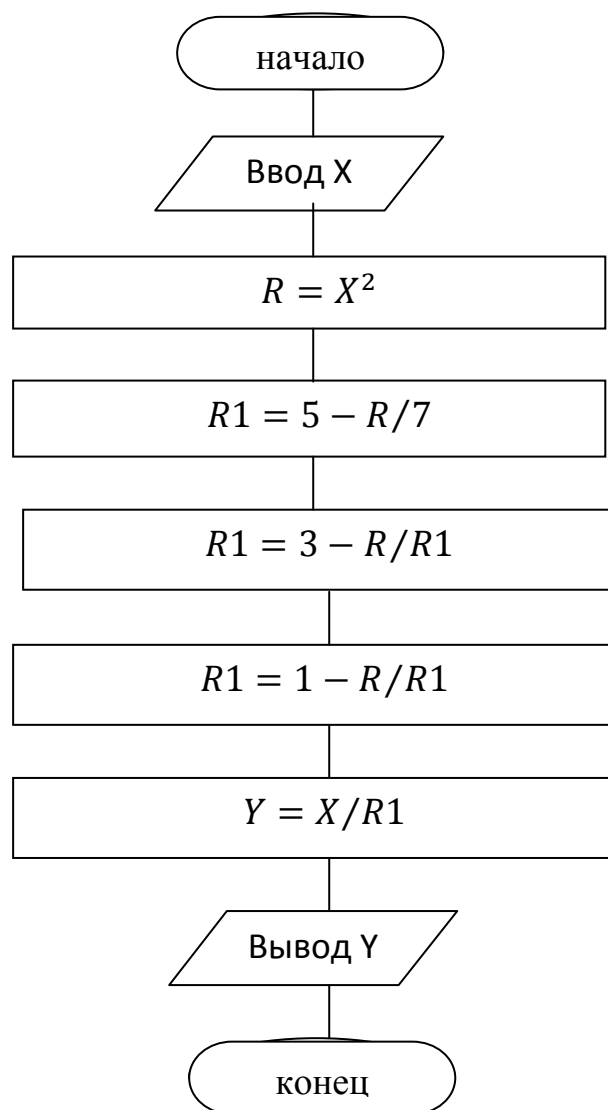 начало
Ввод X
R = X²
R1 = 5 − R/7
R1 = 3 − R/R1
R1 = 1 − R/R1
Y = X/R1
Вывод Y
конец